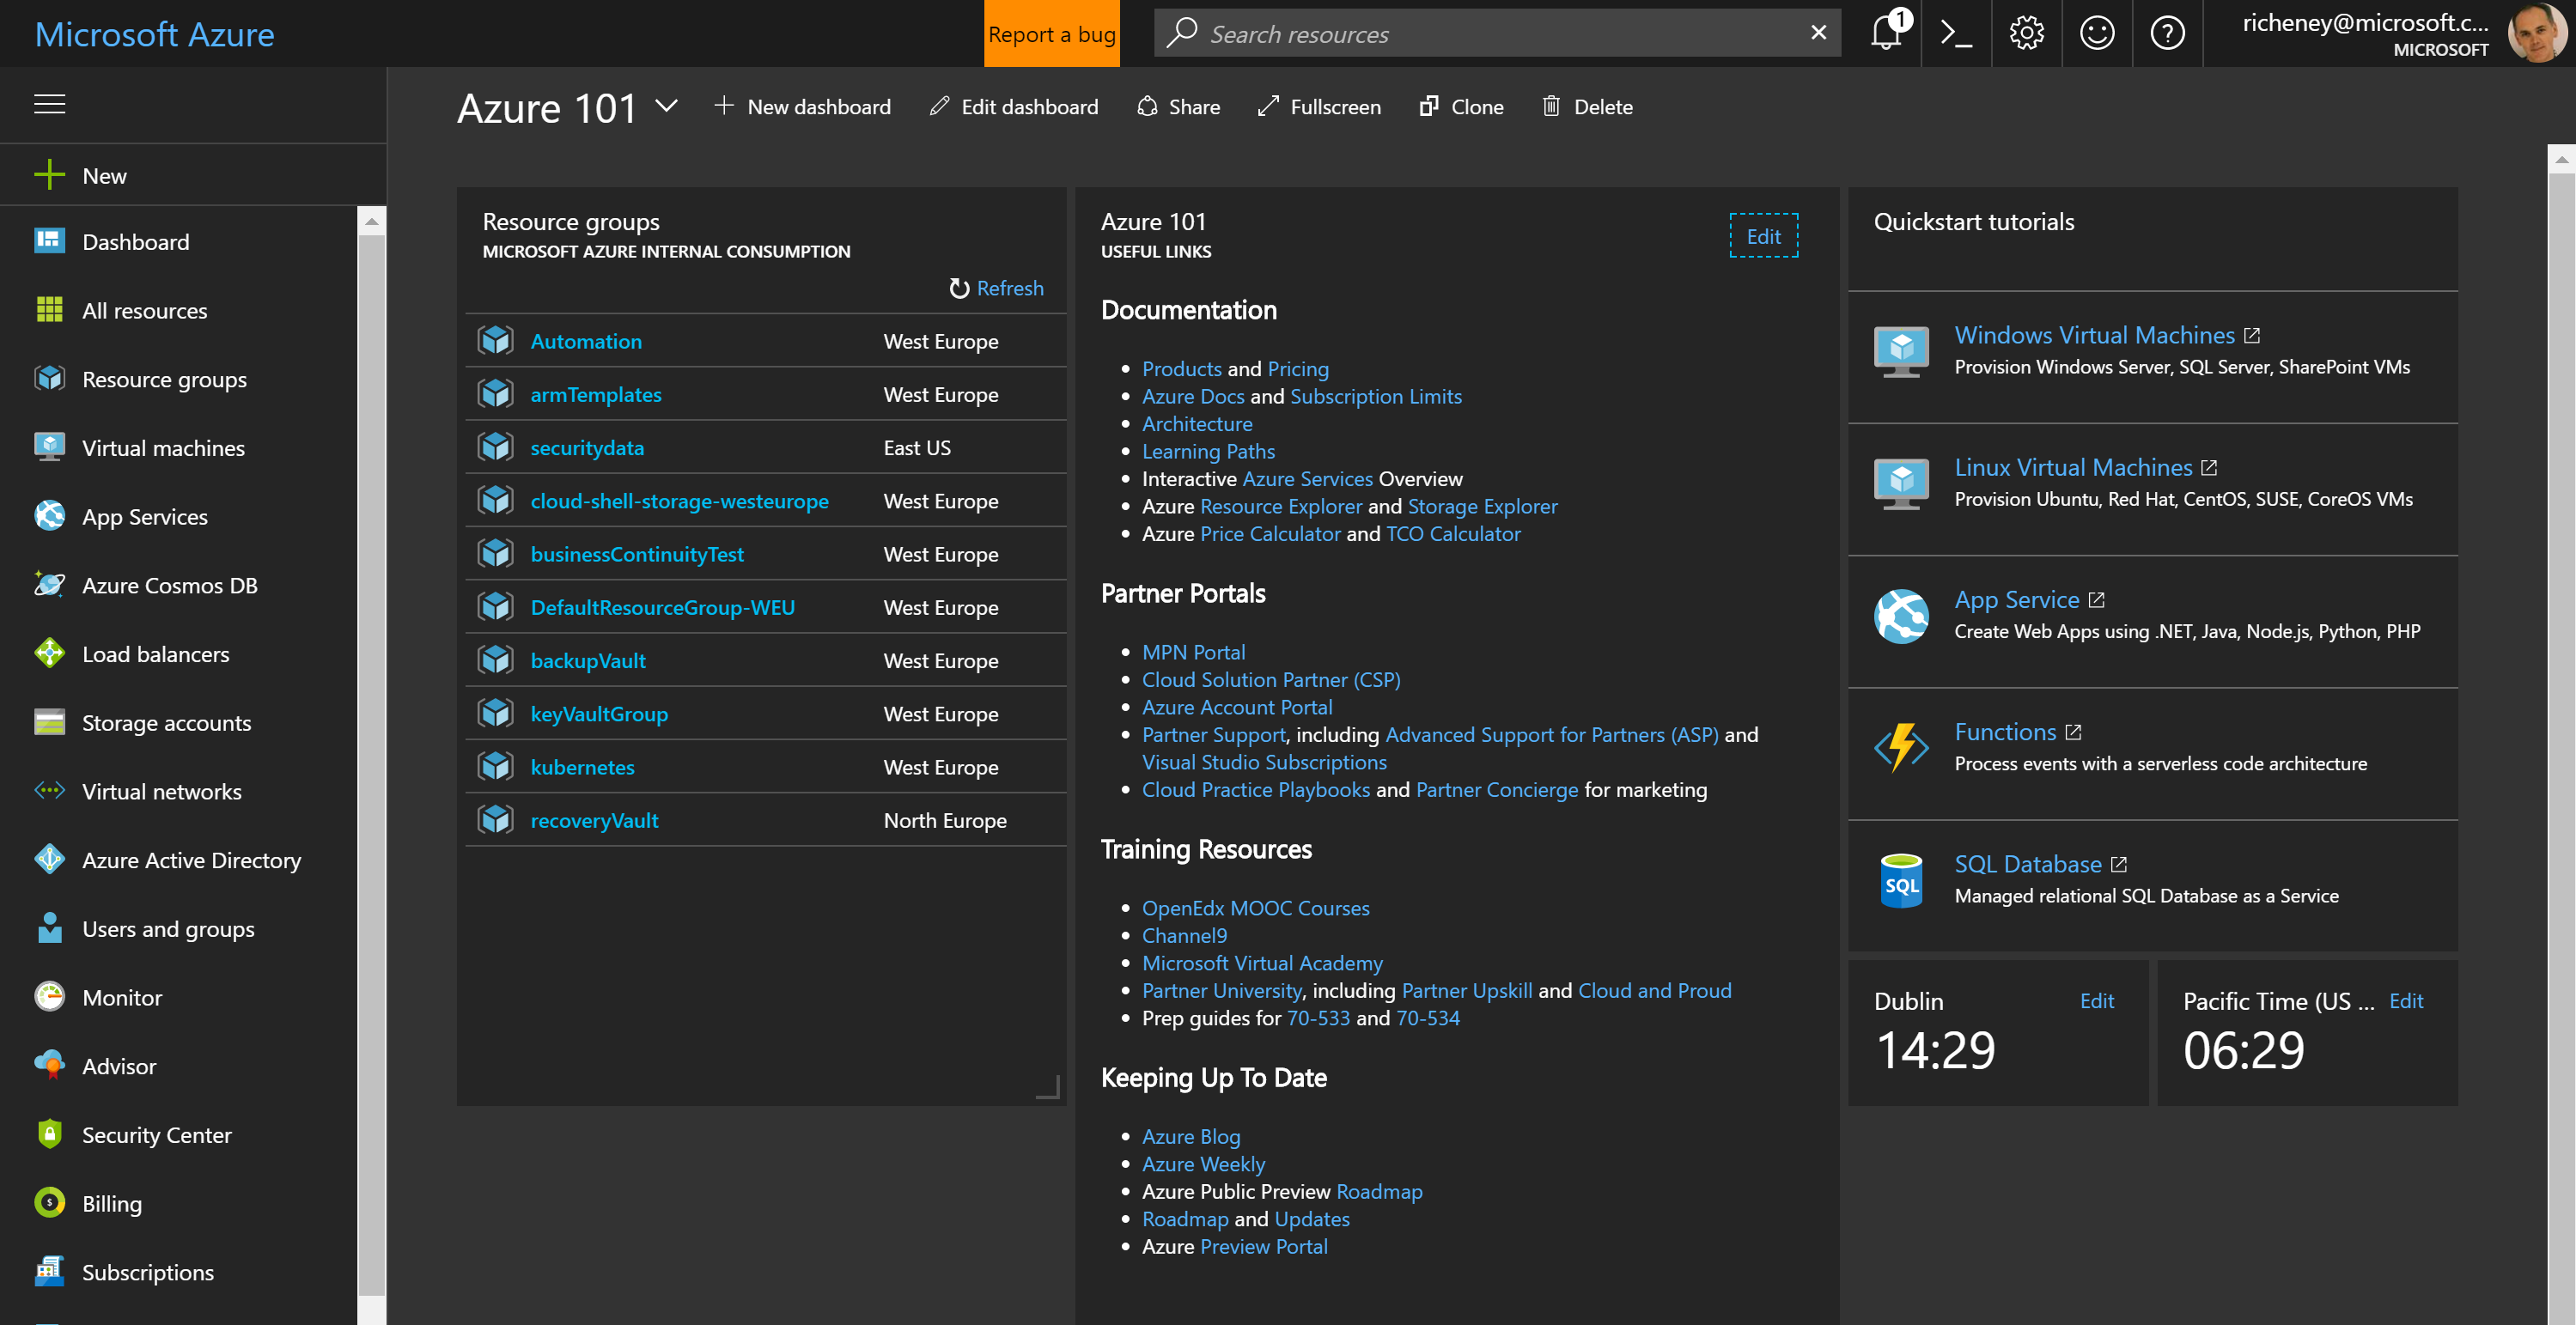 Microsoft Azure
Report a bug
Search resources
1
richeney@microsoft.c...
MICROSOFT
New
Dashboard
All resources
Resource groups
Virtual machines
App Services
Azure Cosmos DB
Load balancers
Storage accounts
Virtual networks
Azure Active Directory
Users and groups
Monitor
Advisor
Security Center
Billing
Subscriptions
Azure 101
New dashboard
Edit dashboard
Share
Fullscreen
Clone
Delete
Resource groups
MICROSOFT AZURE INTERNAL CONSUMPTION
Refresh
Automation West Europe
armTemplates West Europe
securitydata East US
cloud-shell-storage-westeurope West Europe
businessContinuityTest West Europe
DefaultResourceGroup-WEU West Europe
backupVault West Europe
keyVaultGroup West Europe
kubernetes West Europe
recoveryVault North Europe
Azure 101
USEFUL LINKS
Edit
Documentation
• Products and Pricing
• Azure Docs and Subscription Limits
• Architecture
• Learning Paths
• Interactive Azure Services Overview
• Azure Resource Explorer and Storage Explorer
• Azure Price Calculator and TCO Calculator
Partner Portals
• MPN Portal
• Cloud Solution Partner (CSP)
• Azure Account Portal
• Partner Support, including Advanced Support for Partners (ASP) and
Visual Studio Subscriptions
• Cloud Practice Playbooks and Partner Concierge for marketing
Training Resources
• OpenEdx MOOC Courses
• Channel9
• Microsoft Virtual Academy
• Partner University, including Partner Upskill and Cloud and Proud
• Prep guides for 70-533 and 70-534
Keeping Up To Date
• Azure Blog
• Azure Weekly
• Azure Public Preview Roadmap
• Roadmap and Updates
• Azure Preview Portal
Quickstart tutorials
Windows Virtual Machines
Provision Windows Server, SQL Server, SharePoint VMs
Linux Virtual Machines
Provision Ubuntu, Red Hat, CentOS, SUSE, CoreOS VMs
App Service
Create Web Apps using .NET, Java, Node.js, Python, PHP
Functions
Process events with a serverless code architecture
SQL
SQL Database
Managed relational SQL Database as a Service
Dublin Edit
14:29
Pacific Time (US ... Edit
06:29